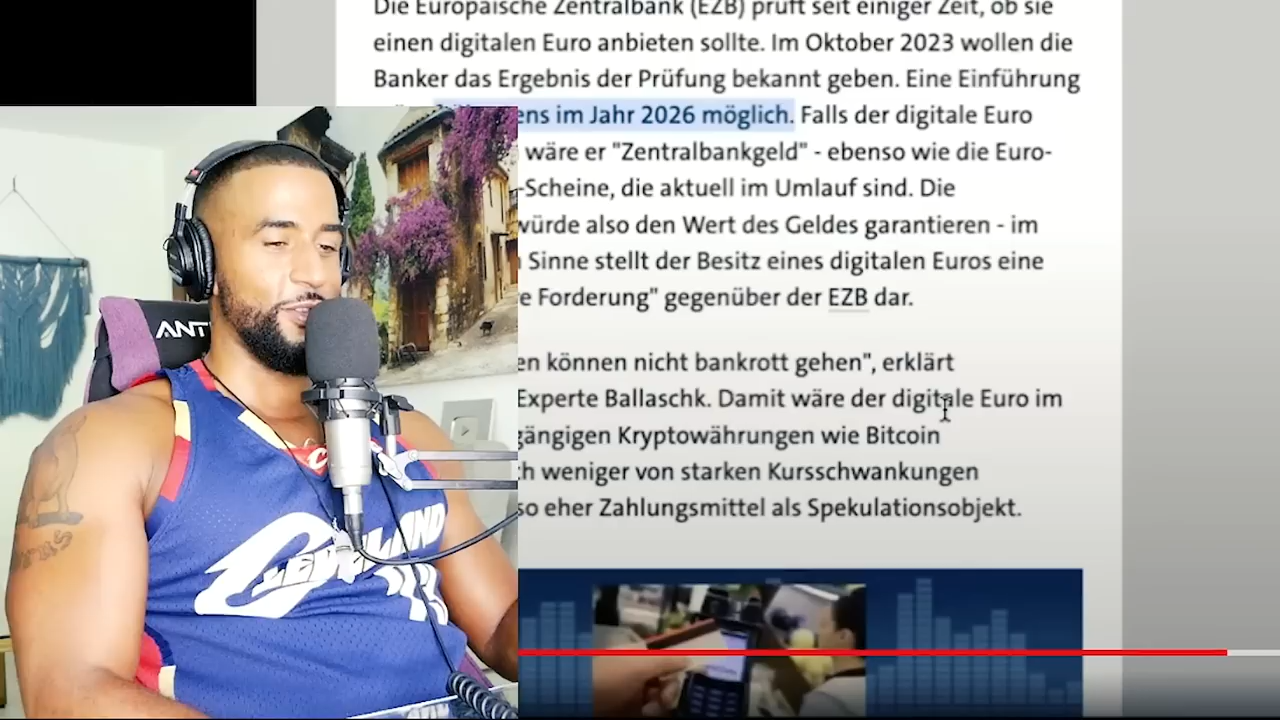 Die Europäische Zentralbank (EZB) prüft seit einiger Zeit, ob sie
einen digitalen Euro anbieten sollte. Im Oktober 2023 wollen die
Banker das Ergebnis der Prüfung bekannt geben. Eine Einführung
im Jahr 2026 möglich. Falls der digitale Euro
wäre er "Zentralbankgeld" - ebenso wie die Euro-
-Scheine, die aktuell im Umlauf sind. Die
würde also den Wert des Geldes garantieren - im
Sinne stellt der Besitz eines digitalen Euros eine
Forderung" gegenüber der EZB dar.
können nicht bankrott gehen", erklärt
Experte Ballaschk. Damit wäre der digitale Euro im
gängigen Kryptowährungen wie Bitcoin
weniger von starken Kursschwankungen
so eher Zahlungsmittel als Spekulationsobjekt.
ANT
CLEVELAND